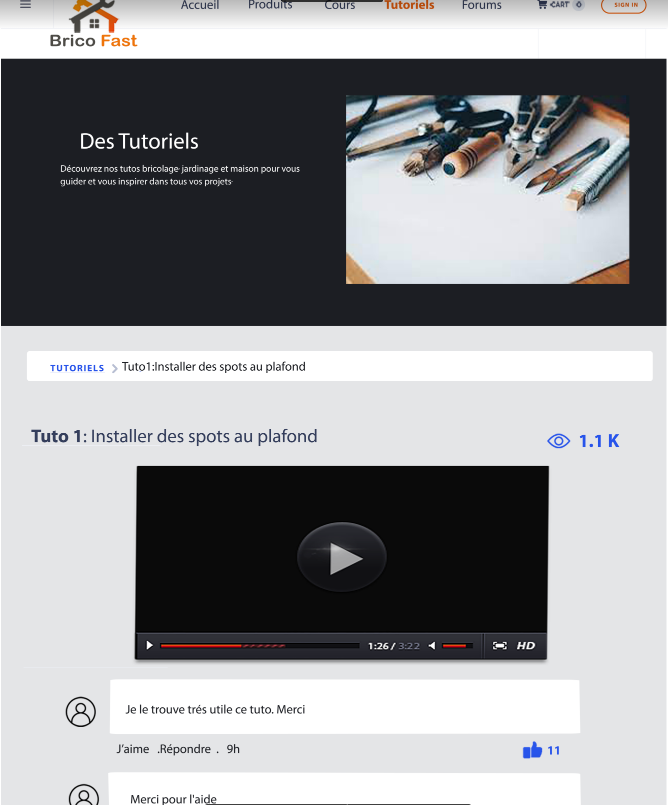 Accueil Produits Cours Tutoriels Forums CART 0 SIGN IN
Brico Fast
Des Tutoriels
Découvrez nos tutos bricolage· jardinage et maison pour vous
guider et vous inspirer dans tous vos projets·
TUTORIELS > Tuto1:Installer des spots au plafond
Tuto 1: Installer des spots au plafond
1.1 K
1:26 / 3:22 HD
Je le trouve trés utile ce tuto. Merci
J'aime .Répondre . 9h
11
Merci pour l'aide